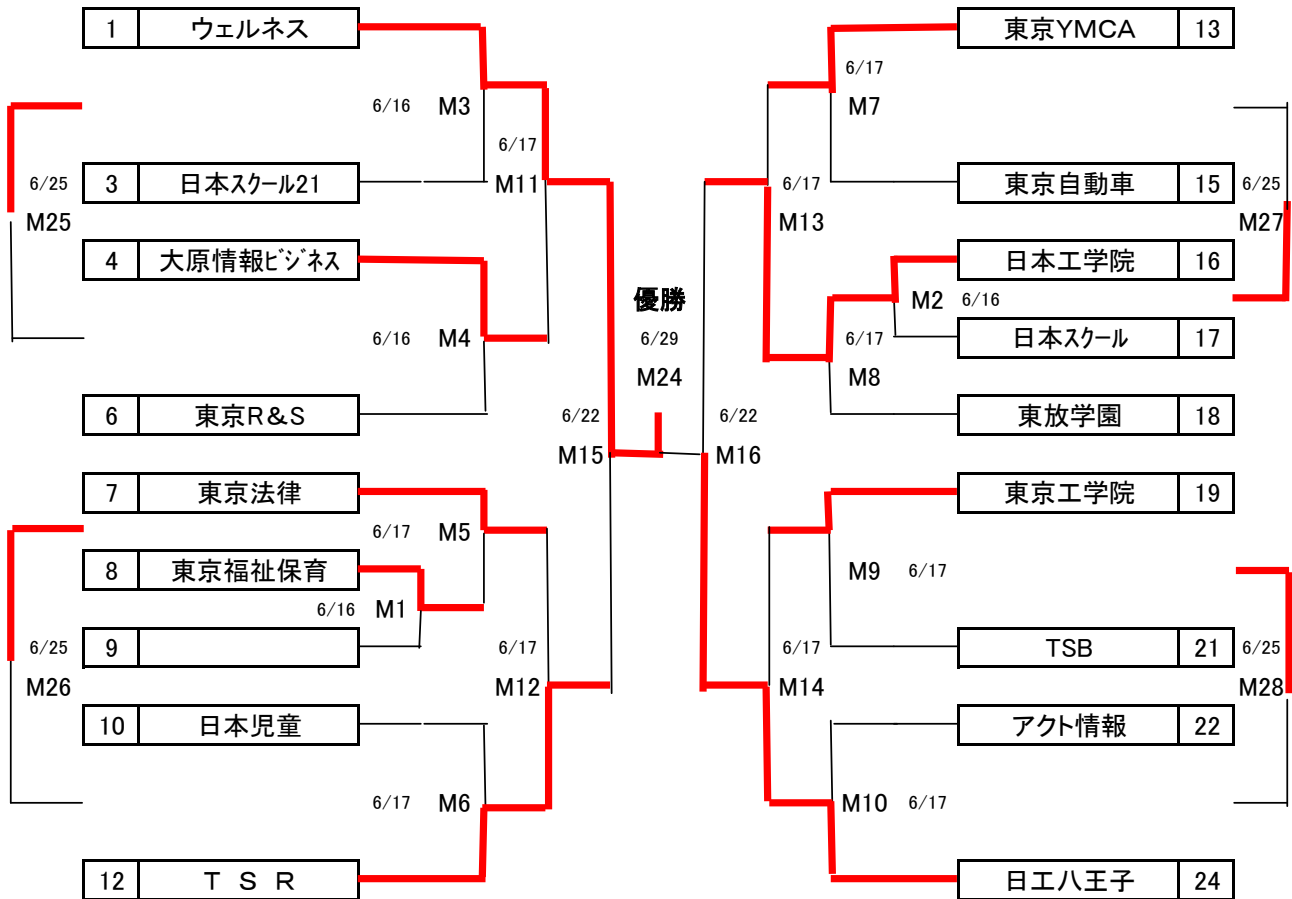 1 ウェルネス
東京YMCA 13
6/17
6/16 M3
M7
6/17
6/25
3 日本スクール21
M11
M25
6/17
M13
東京自動車 15
6/25
M27
4 大原情報ビジネス
日本工学院 16
優勝
M2 6/16
6/16 M4
6/29
6/17
日本スクール 17
M24
M8
6 東京R&S
6/22
M15
6/22
M16
東放学園 18
7 東京法律
東京工学院 19
6/17 M5
8 東京福祉保育
M9 6/17
6/16 M1
6/25
9
M26
6/17
M12
6/17
M14
TSB 21
6/25
M28
10 日本児童
アクト情報 22
6/17 M6
M10 6/17
12 T S R
日工八王子 24